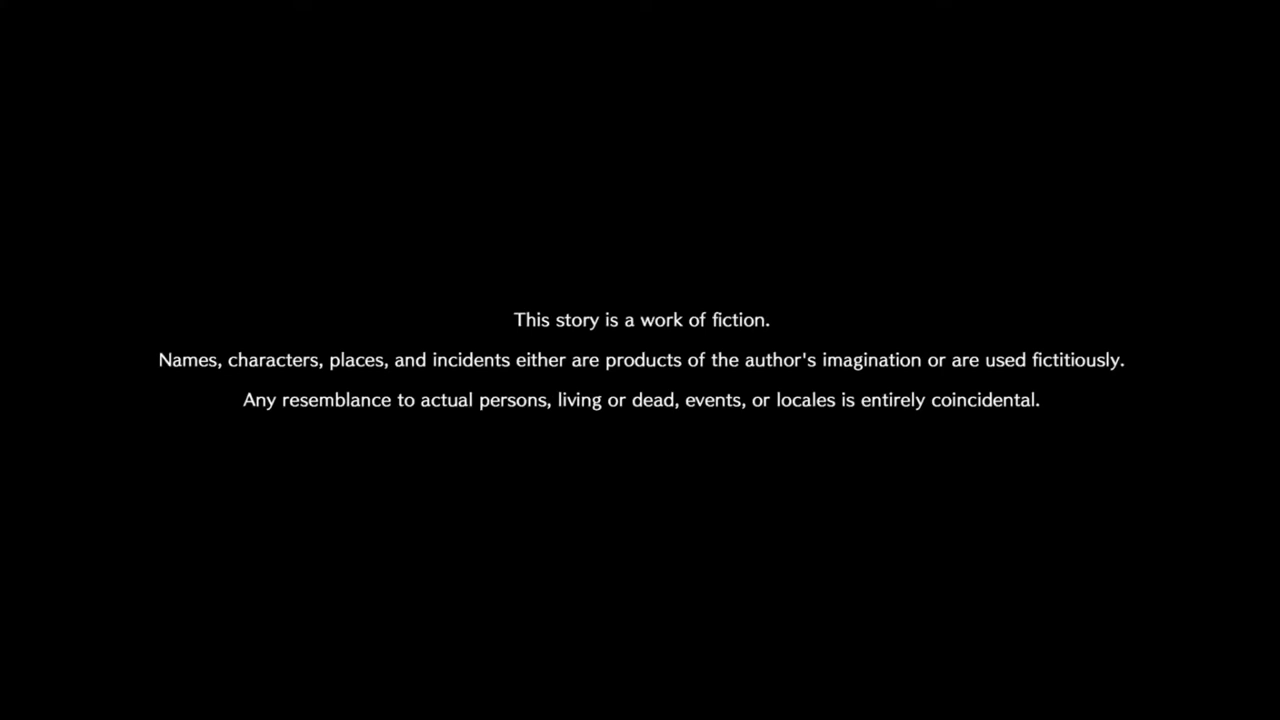 This story is a work of fiction.
Names, characters, places, and incidents either are products of the author's imagination or are used fictitiously.
Any resemblance to actual persons, living or dead, events, or locales is entirely coincidental.